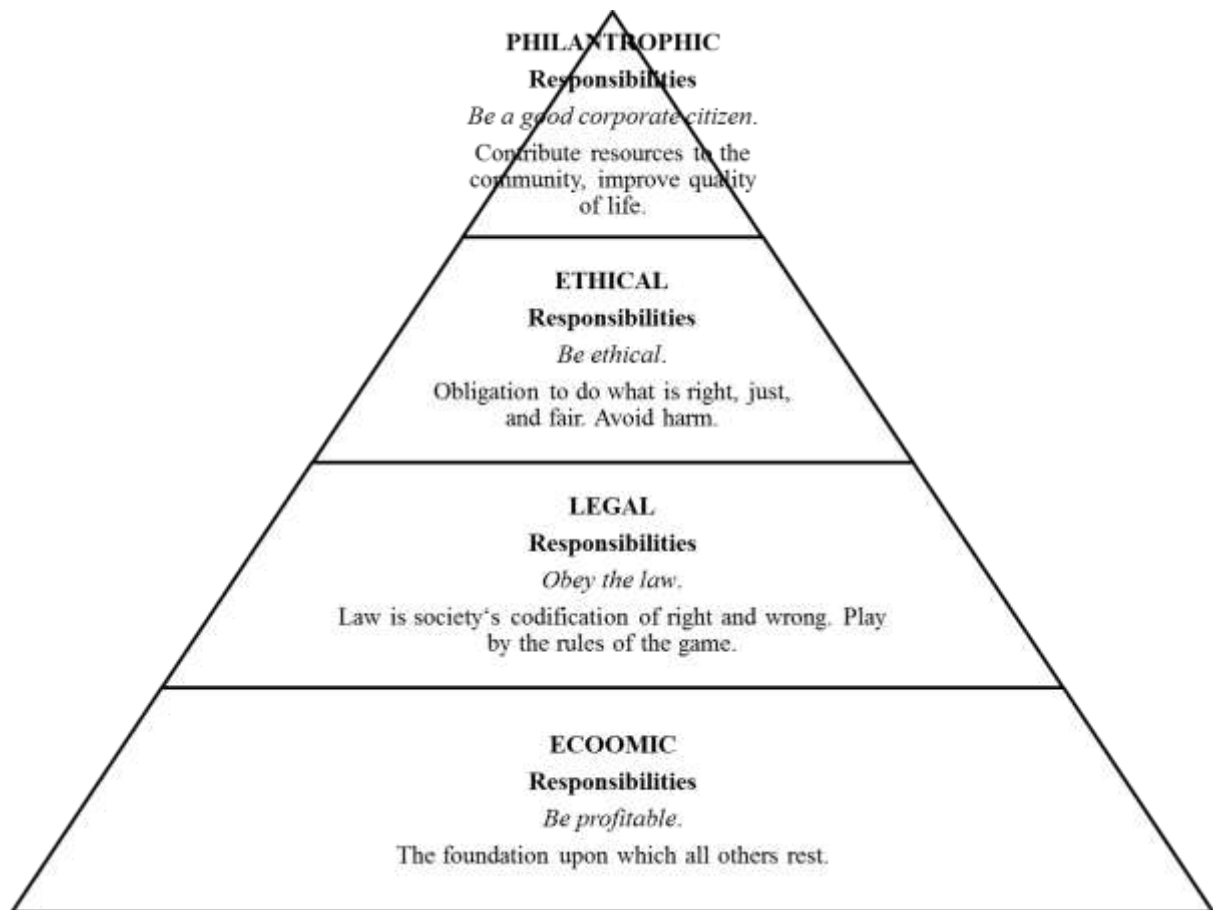 PHILANTROPHIC
Responsibilities
Be a good corporate citizen.
Contribute resources to the
community, improve quality
of life.
ETHICAL
Responsibilities
Be ethical.
Obligation to do what is right, just,
and fair. Avoid harm.
LEGAL
Responsibilities
Obey the law.
Law is society‘s codification of right and wrong. Play
by the rules of the game.
ECOOMIC
Responsibilities
Be profitable.
The foundation upon which all others rest.